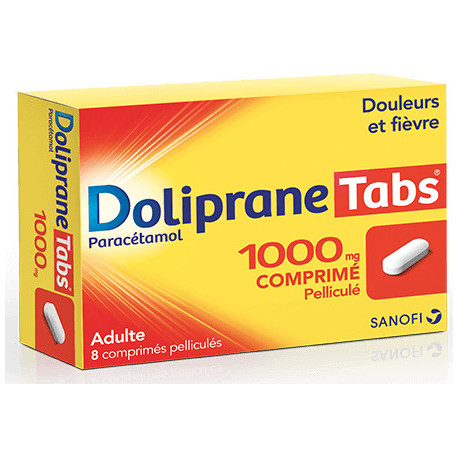 Douleurs
et fièvre
Doliprane Tabs®
Paracétamol
1000 mg
COMPRIMÉ
Pelliculé
Adulte
8 comprimés pelliculés
SANOFI
Doliprane Tabs®
Paracétamol
1000 mg